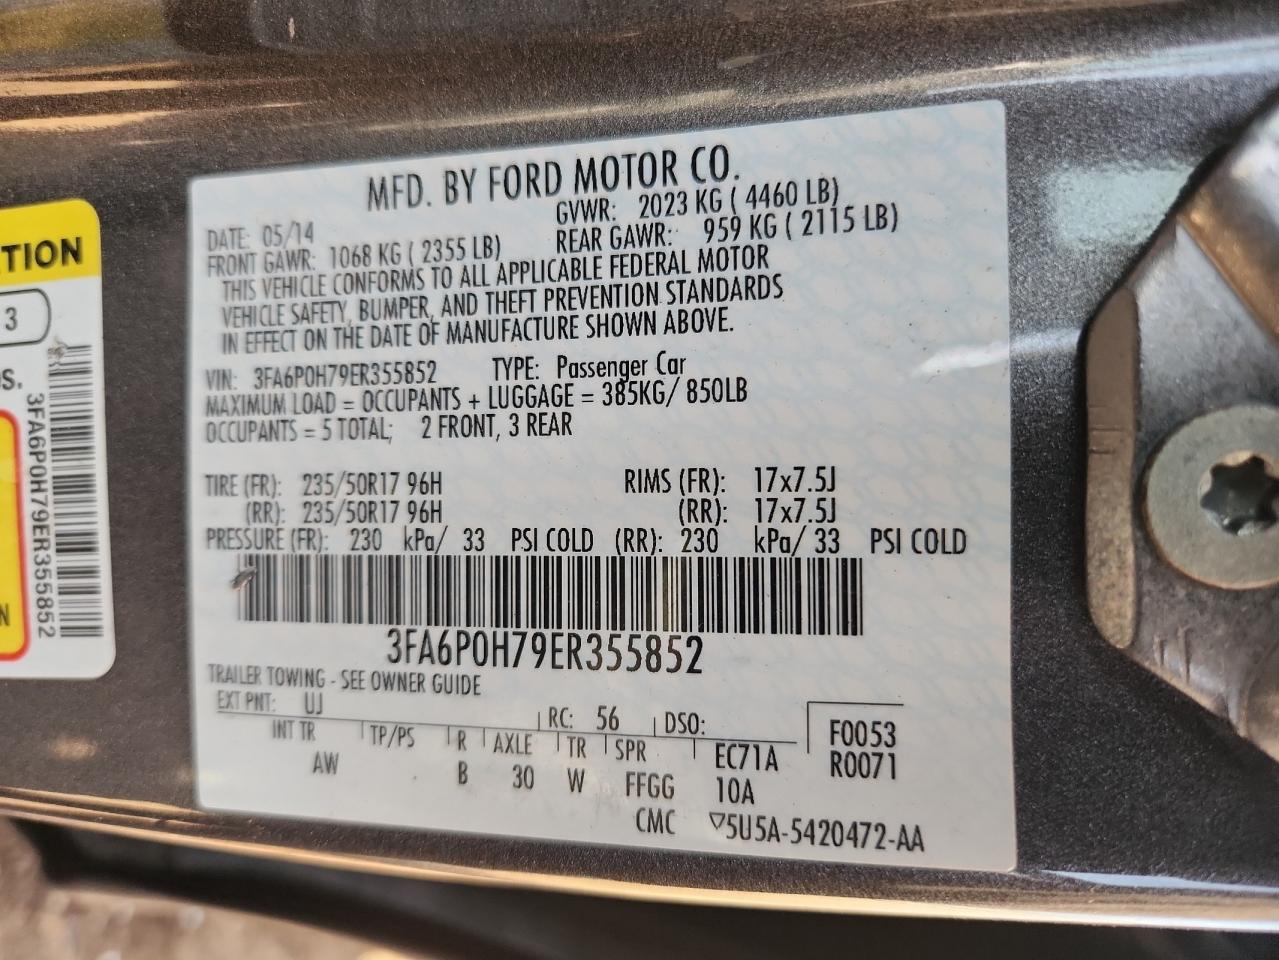 MFD. BY FORD MOTOR CO.
DATE: 05/14 GVWR: 2023 KG ( 4460 LB)
FRONT GAWR: 1068 KG ( 2355 LB) REAR GAWR: 959 KG ( 2115 LB)
THIS VEHICLE CONFORMS TO ALL APPLICABLE FEDERAL MOTOR
VEHICLE SAFETY, BUMPER, AND THEFT PREVENTION STANDARDS
IN EFFECT ON THE DATE OF MANUFACTURE SHOWN ABOVE.
VIN: 3FA6P0H79ER355852 TYPE: Passenger Car
MAXIMUM LOAD = OCCUPANTS + LUGGAGE = 385KG/ 850LB
OCCUPANTS = 5 TOTAL; 2 FRONT, 3 REAR
TIRE (FR): 235/50R17 96H RIMS (FR): 17x7.5J
(RR): 235/50R17 96H (RR): 17x7.5J
PRESSURE (FR): 230 kPa/ 33 PSI COLD (RR): 230 kPa/ 33 PSI COLD
3FA6P0H79ER355852
TRAILER TOWING - SEE OWNER GUIDE
EXT PNT: UJ RC: 56 DSO: F0053
INT TR TP/PS R AXLE TR SPR EC71A R0071
AW B 30 W FFGG 10A
CMC ▽5U5A-5420472-AA
TION
3
S.
3FA6P0H79ER355852
N